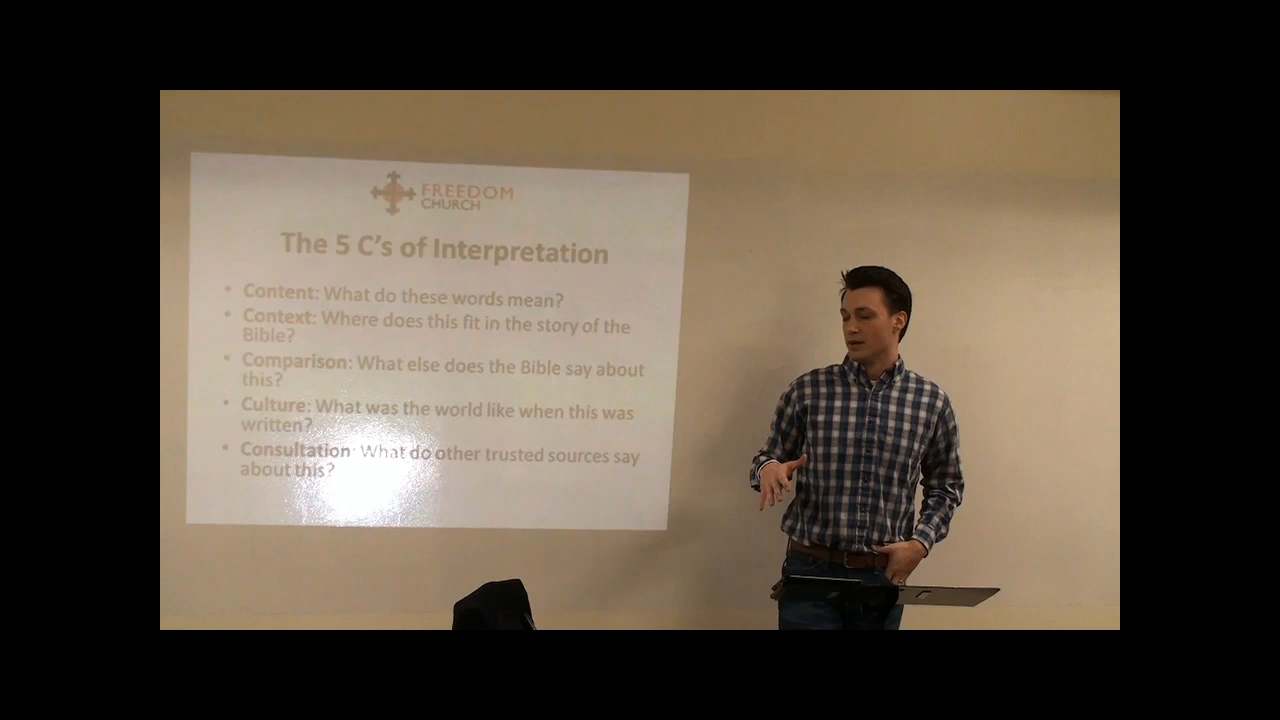 FREEDOM
CHURCH
The 5 C's of Interpretation
• Content: What do these words mean?
• Context: Where does this fit in the story of the
Bible?
• Comparison: What else does the Bible say about
this?
• Culture: What was the world like when this was
written?
• Consultation: What do other trusted sources say
about this?